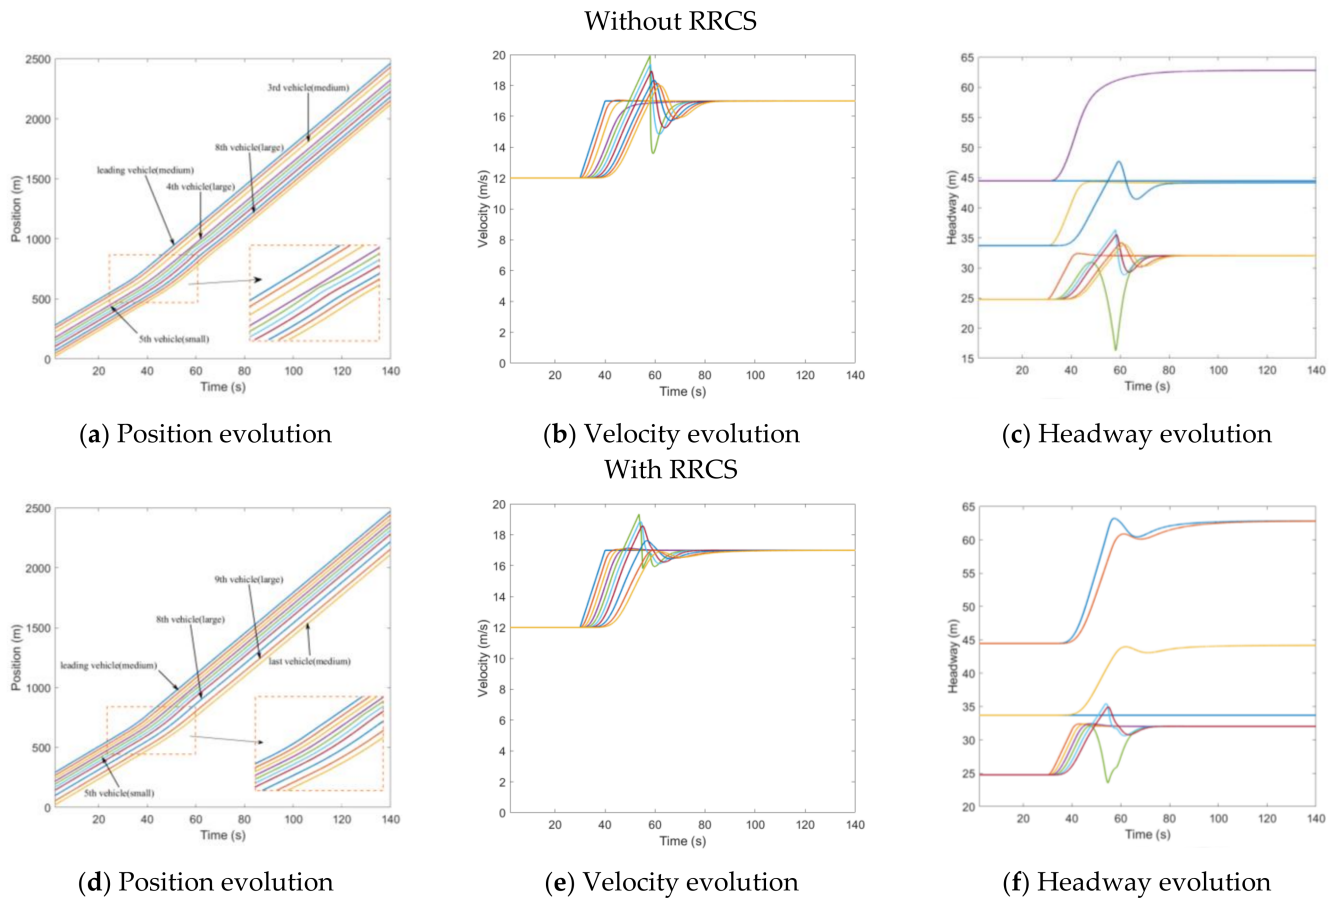 Without RRCS
2500
2000
1500
1000
500
0
Position (m)
3rd vehicle(medium)
8th vehicle(large)
leading vehicle(medium)
4th vehicle(large)
5th vehicle(small)
20 40 60 80 100 120 140
Time (s)
20
18
16
14
12
10
8
6
4
2
0
Velocity (m/s)
20 40 60 80 100 120 140
Time (s)
65
60
55
50
45
40
35
30
25
20
15
Headway (m)
20 40 60 80 100 120 140
Time (s)
(a) Position evolution
(b) Velocity evolution
(c) Headway evolution
With RRCS
2500
2000
1500
1000
500
0
Position (m)
9th vehicle(large)
8th vehicle(large)
leading vehicle(medium)
last vehicle(medium)
5th vehicle(small)
20 40 60 80 100 120 140
Time (s)
20
18
16
14
12
10
8
6
4
2
0
Velocity (m/s)
20 40 60 80 100 120 140
Time (s)
65
60
55
50
45
40
35
30
25
20
Headway (m)
20 40 60 80 100 120 140
Time (s)
(d) Position evolution
(e) Velocity evolution
(f) Headway evolution